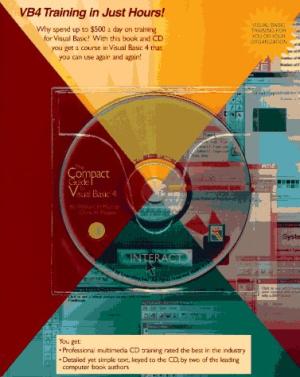 VB4 Training in Just Hours!
Why spend up to $500 a day on training
for Visual Basic? With this book and CD
you get a course in Visual Basic 4 that
you can use again and again!
VISUAL BASIC
TRAINING FOR
YOU OR YOUR
ORGANIZATION
The
Compact
Guide
Visual Basic 4
INTERACT
You get:
• Professional multimedia CD training rated the best in the industry
• Detailed yet simple text, keyed to the CD, by two of the leading
computer book authors